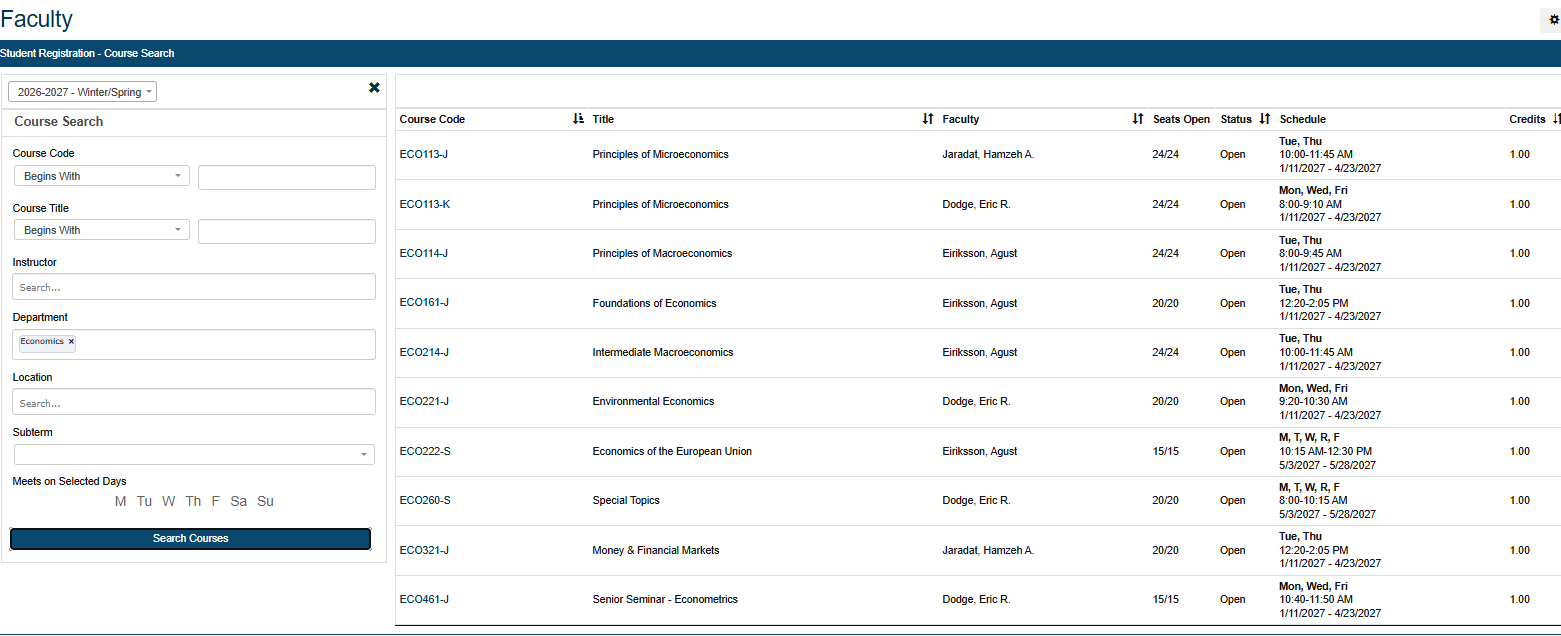 Faculty
Student Registration - Course Search
2026-2027 - Winter/Spring
Course Search
Course Code
Begins With
Course Title
Begins With
Instructor
Search...
Department
Economics ×
Location
Search...
Subterm
Meets on Selected Days
M Tu W Th F Sa Su
Search Courses
Course Code Title Faculty Seats Open Status Schedule Credits
ECO113-J Principles of Microeconomics Jaradat, Hamzeh A. 24/24 Open Tue, Thu 1.00
10:00-11:45 AM
1/11/2027 - 4/23/2027
ECO113-K Principles of Microeconomics Dodge, Eric R. 24/24 Open Mon, Wed, Fri 1.00
8:00-9:10 AM
1/11/2027 - 4/23/2027
ECO114-J Principles of Macroeconomics Eiriksson, Agust 24/24 Open Tue, Thu 1.00
8:00-9:45 AM
1/11/2027 - 4/23/2027
ECO161-J Foundations of Economics Eiriksson, Agust 20/20 Open Tue, Thu 1.00
12:20-2:05 PM
1/11/2027 - 4/23/2027
ECO214-J Intermediate Macroeconomics Eiriksson, Agust 24/24 Open Tue, Thu 1.00
10:00-11:45 AM
1/11/2027 - 4/23/2027
ECO221-J Environmental Economics Dodge, Eric R. 20/20 Open Mon, Wed, Fri 1.00
9:20-10:30 AM
1/11/2027 - 4/23/2027
ECO222-S Economics of the European Union Eiriksson, Agust 15/15 Open M, T, W, R, F 1.00
10:15 AM-12:30 PM
5/3/2027 - 5/28/2027
ECO260-S Special Topics Dodge, Eric R. 20/20 Open M, T, W, R, F 1.00
8:00-10:15 AM
5/3/2027 - 5/28/2027
ECO321-J Money & Financial Markets Jaradat, Hamzeh A. 20/20 Open Tue, Thu 1.00
12:20-2:05 PM
1/11/2027 - 4/23/2027
ECO461-J Senior Seminar - Econometrics Dodge, Eric R. 15/15 Open Mon, Wed, Fri 1.00
10:40-11:50 AM
1/11/2027 - 4/23/2027